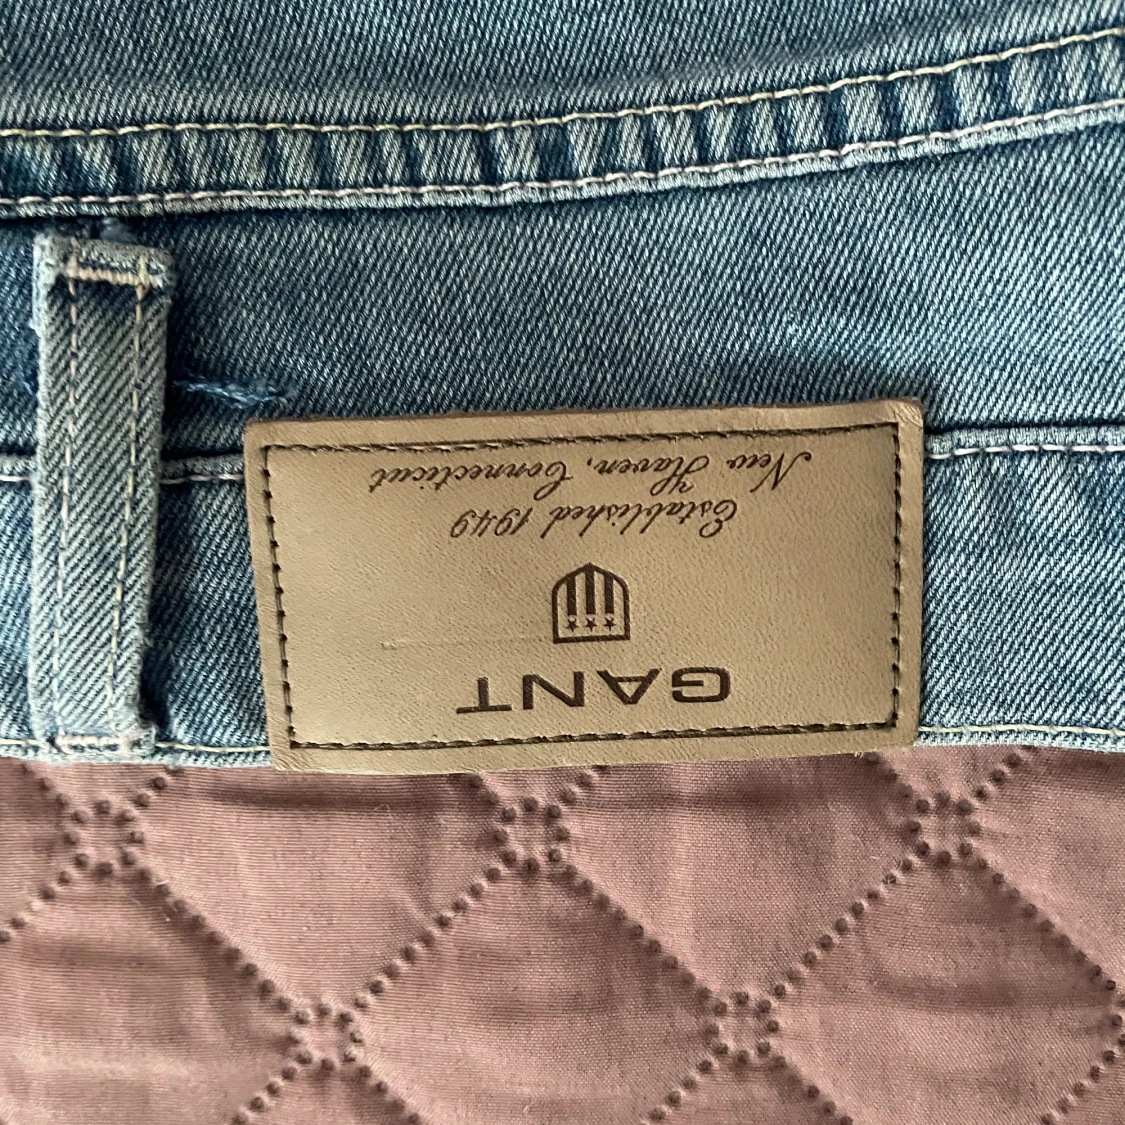 GANT
Established 1949
New Haven, Connecticut